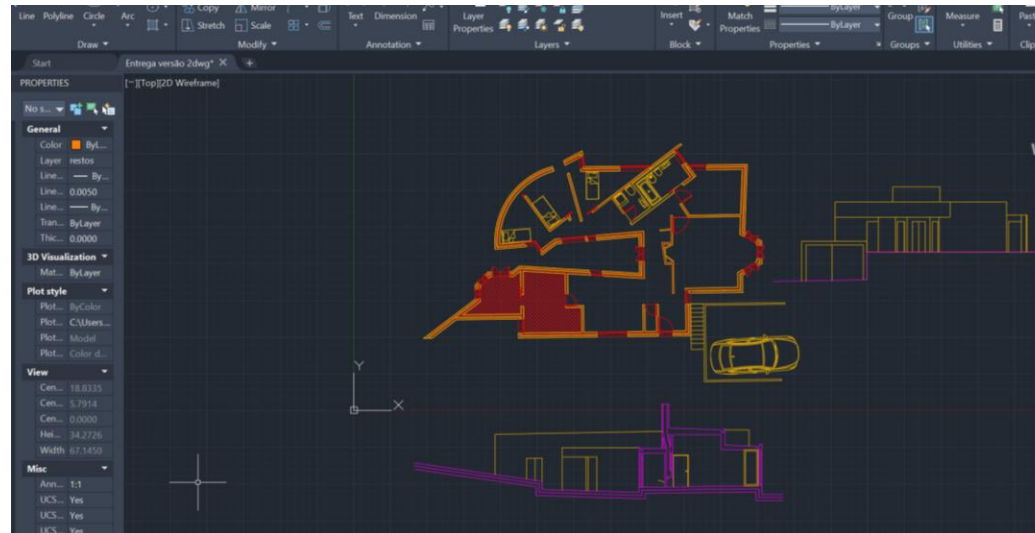 Line Polyline Circle Arc
Copy Mirror
Stretch Scale
Text Dimension
Layer
Properties
Insert
Match
Properties
ByLayer
ByLayer
Group
Measure
Draw Modify Annotation Layers Block Properties Groups Utilities
Start Entrega versão 2dwg* × +
PROPERTIES [−][Top][2D Wireframe]
No s...
General
Color ByL...
Layer restos
Line... By...
Line... 0.0050
Line... By...
Tran... ByLayer
Thic... 0.0000
3D Visualization
Mat... ByLayer
Plot style
Plot... ByColor
Plot... C:\Users...
Plot... Model
Plot... Color d...
View
Cen... 18.8335
Cen... 5.7914
Cen... 0.0000
Hei... 34.2726
Width 67.1450
Misc
Ann... 1:1
UCS... Yes
UCS... Yes
UCS... Yes
Y
X